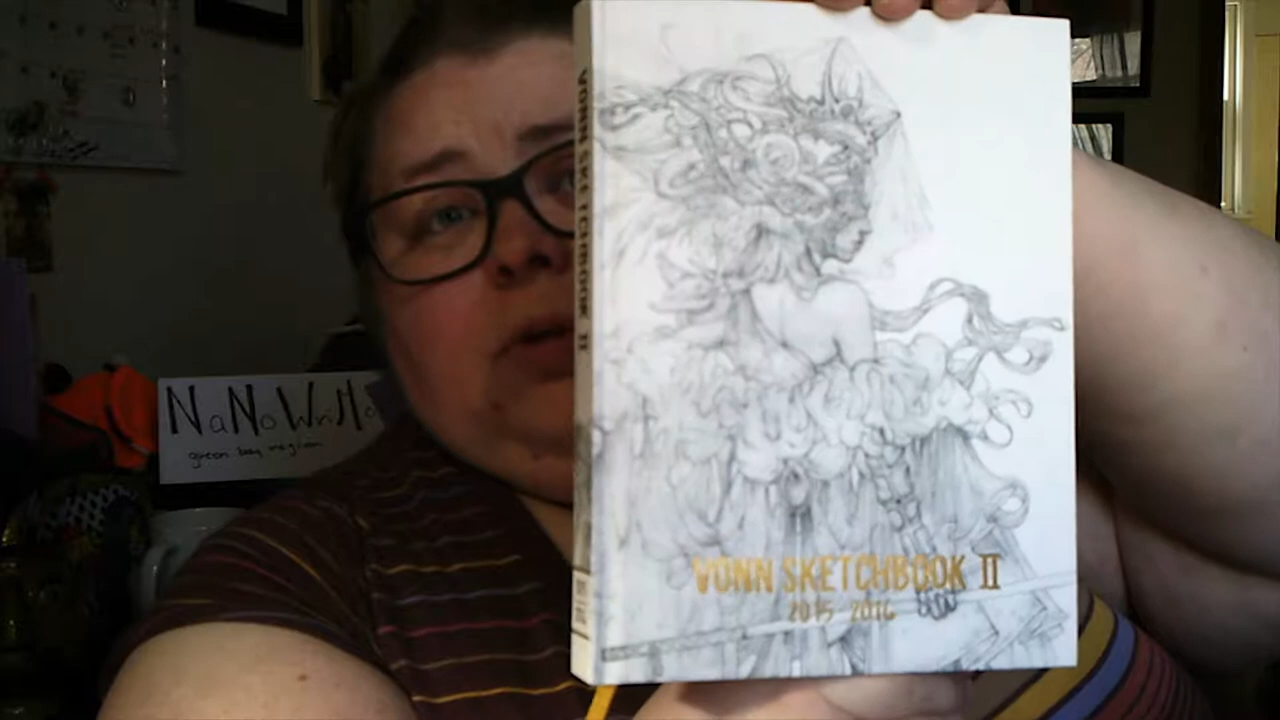 NaNoWriMo
green bay region
VONN SKETCHBOOK II
VONN SKETCHBOOK II
2015 2016